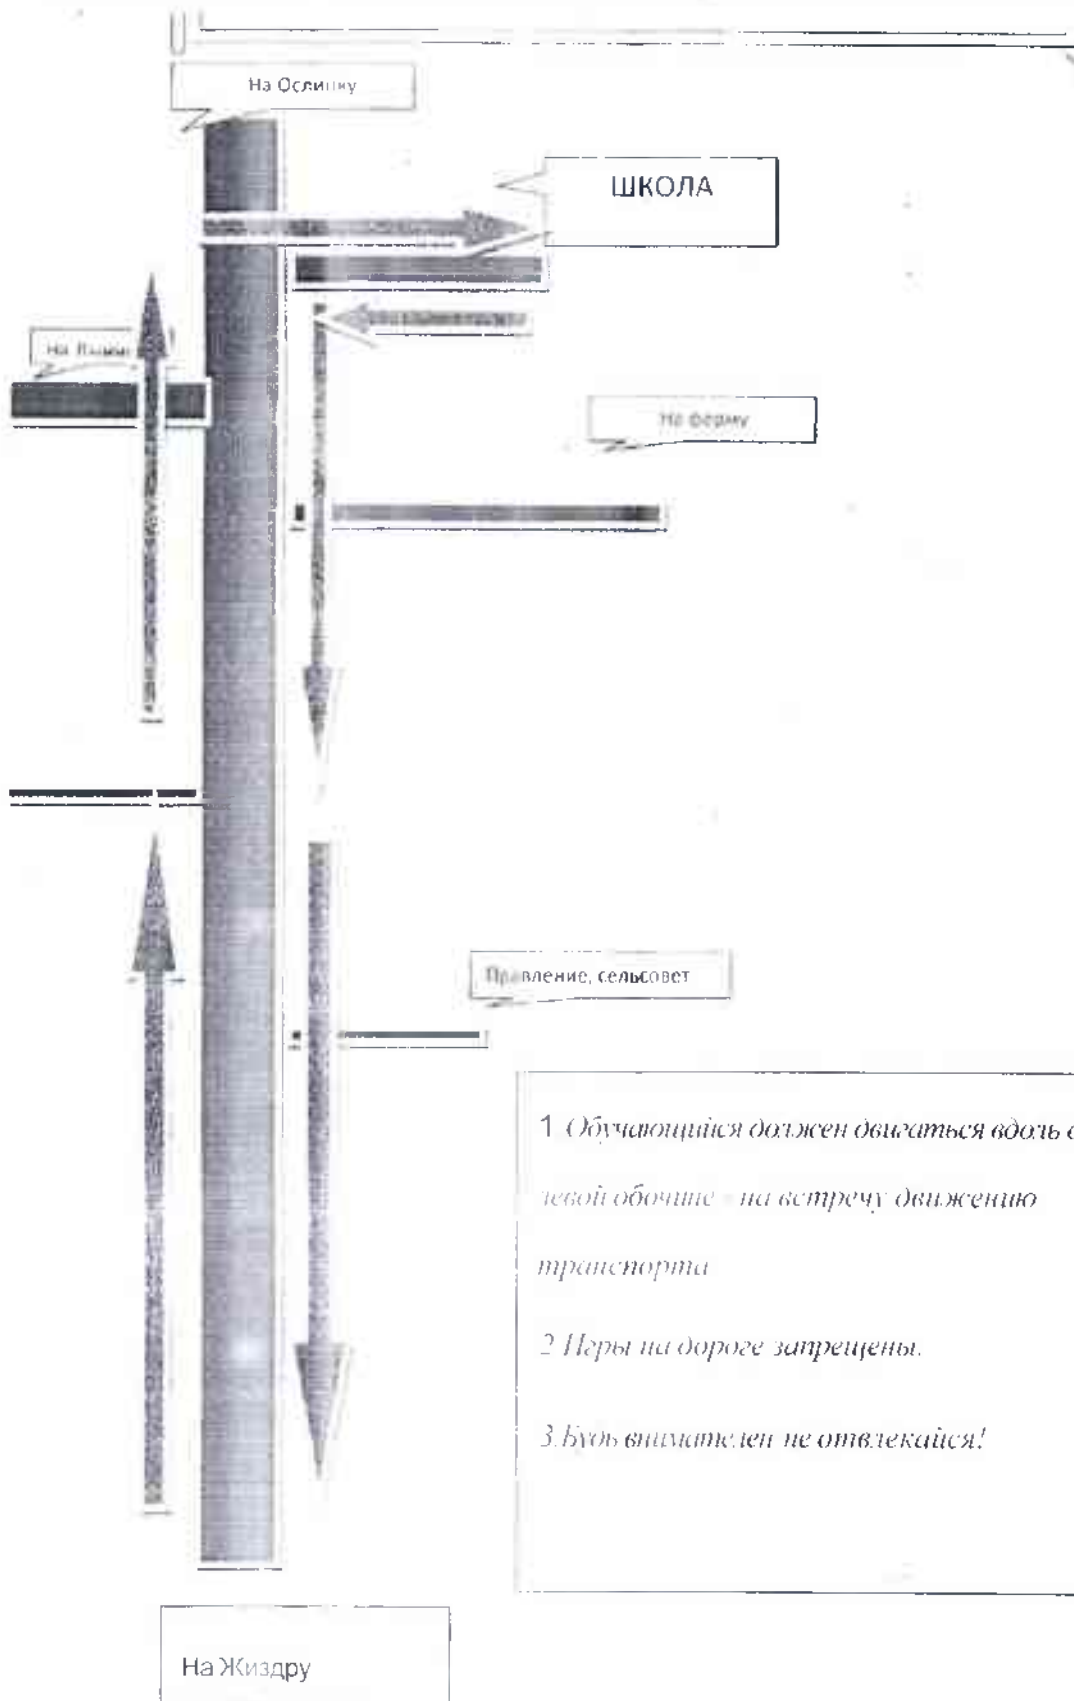 На Ослинку
ШКОЛА
На
На ферму
Правление, сельсовет
1 Обучающийся должен двигаться вдоль
левой обочине - на встречу движению
транспорта
2 Игры на дороге запрещены.
3.Будь внимателен не отвлекайся!
На Жиздру